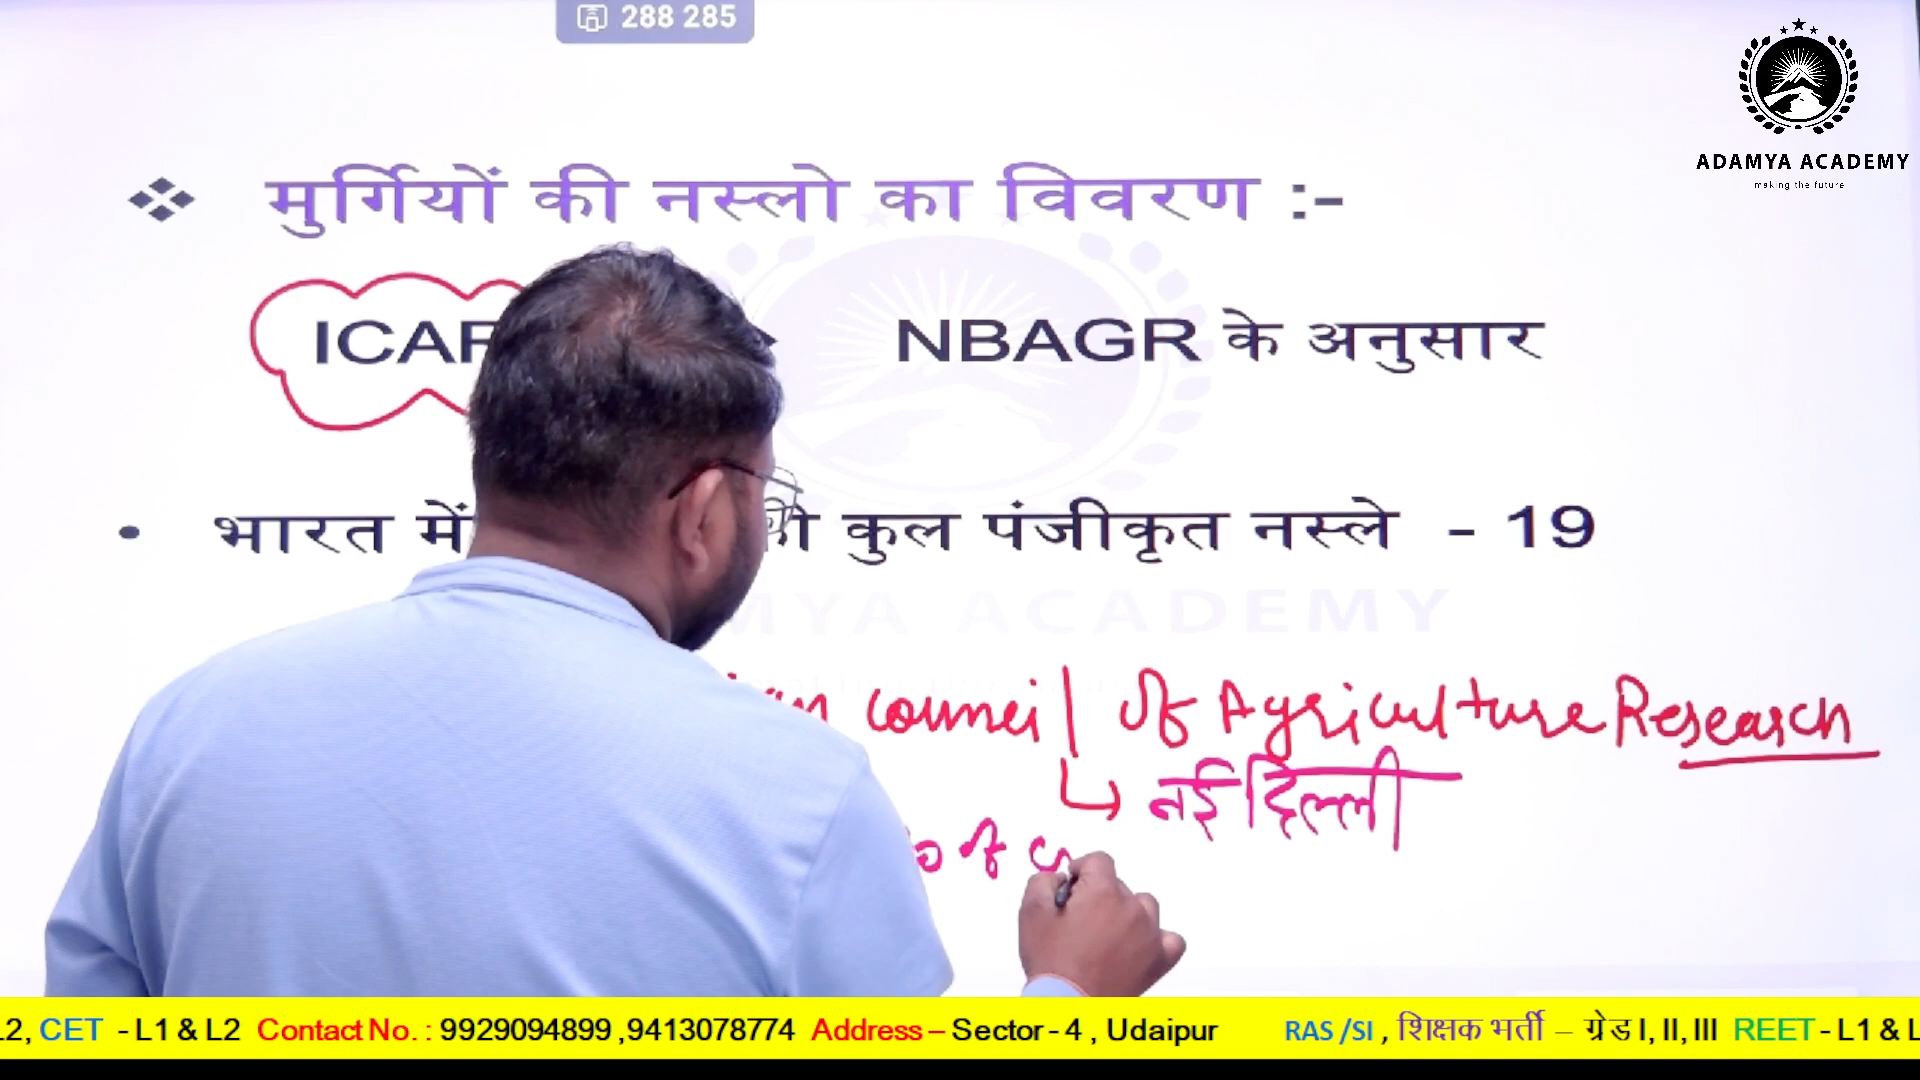 288 285
ADAMYA ACADEMY
making the future
मुर्गियों की नस्लो का विवरण :-
NBAGR के अनुसार
• भारत में की कुल पंजीकृत नस्ले - 19
ACADEMY
council of Agriculture Research
↳ नई दिल्ली
of
CET - L1 & L2 Contact No. : 9929094899 ,9413078774 Address – Sector - 4 , Udaipur RAS /SI , शिक्षक भर्ती – ग्रेड I, II, III REET - L1 & L